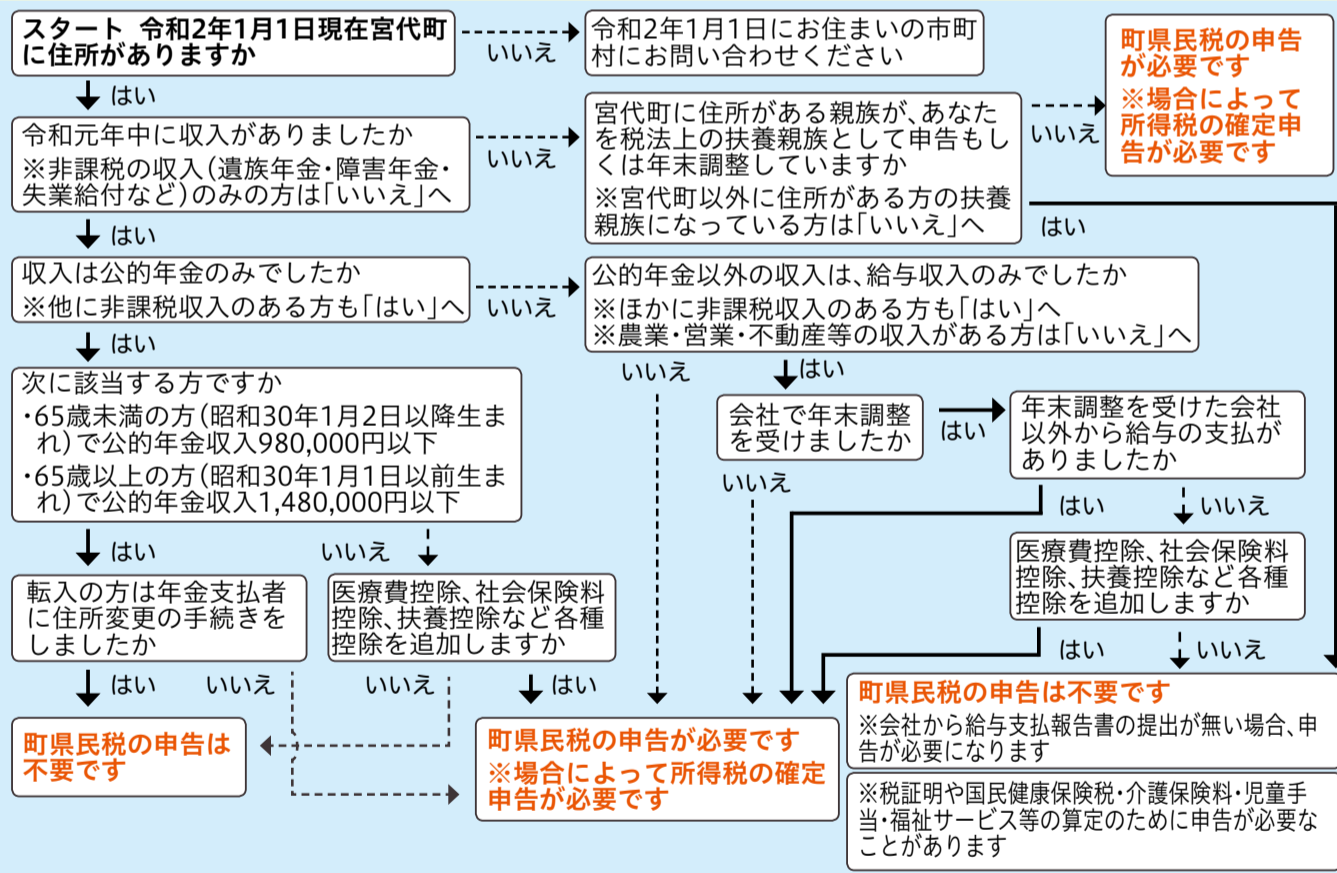 スタート 令和2年1月1日現在宮代町
に住所がありますか
いいえ
令和2年1月1日にお住まいの市町
村にお問い合わせください
はい
令和元年中に収入がありましたか
※非課税の収入(遺族年金・障害年金・
失業給付など)のみの方は「いいえ」へ
いいえ
宮代町に住所がある親族が、あなた
を税法上の扶養親族として申告もし
くは年末調整していますか
※宮代町以外に住所がある方の扶養
親族になっている方は「いいえ」へ
いいえ
町県民税の申告
が必要です
※場合によって
所得税の確定申
告が必要です
はい
はい
収入は公的年金のみでしたか
※他に非課税収入のある方も「はい」へ
いいえ
公的年金以外の収入は、給与収入のみでしたか
※ほかに非課税収入のある方も「はい」へ
※農業・営業・不動産等の収入がある方は「いいえ」へ
はい
いいえ
はい
次に該当する方ですか
・65歳未満の方(昭和30年1月2日以降生ま
れ)で公的年金収入980,000円以下
・65歳以上の方(昭和30年1月1日以前生ま
れ)で公的年金収入1,480,000円以下
会社で年末調整
を受けましたか
はい
年末調整を受けた会社
以外から給与の支払が
ありましたか
いいえ
はい
いいえ
はい
いいえ
転入の方は年金支払者
に住所変更の手続きを
しましたか
医療費控除、社会保険料
控除、扶養控除など各種
控除を追加しますか
医療費控除、社会保険料
控除、扶養控除など各種
控除を追加しますか
はい
いいえ
はい
いいえ
いいえ
はい
町県民税の申告は
不要です
町県民税の申告が必要です
※場合によって所得税の確定
申告が必要です
町県民税の申告は不要です
※会社から給与支払報告書の提出が無い場合、申
告が必要になります
※税証明や国民健康保険税・介護保険料・児童手
当・福祉サービス等の算定のために申告が必要な
ことがあります